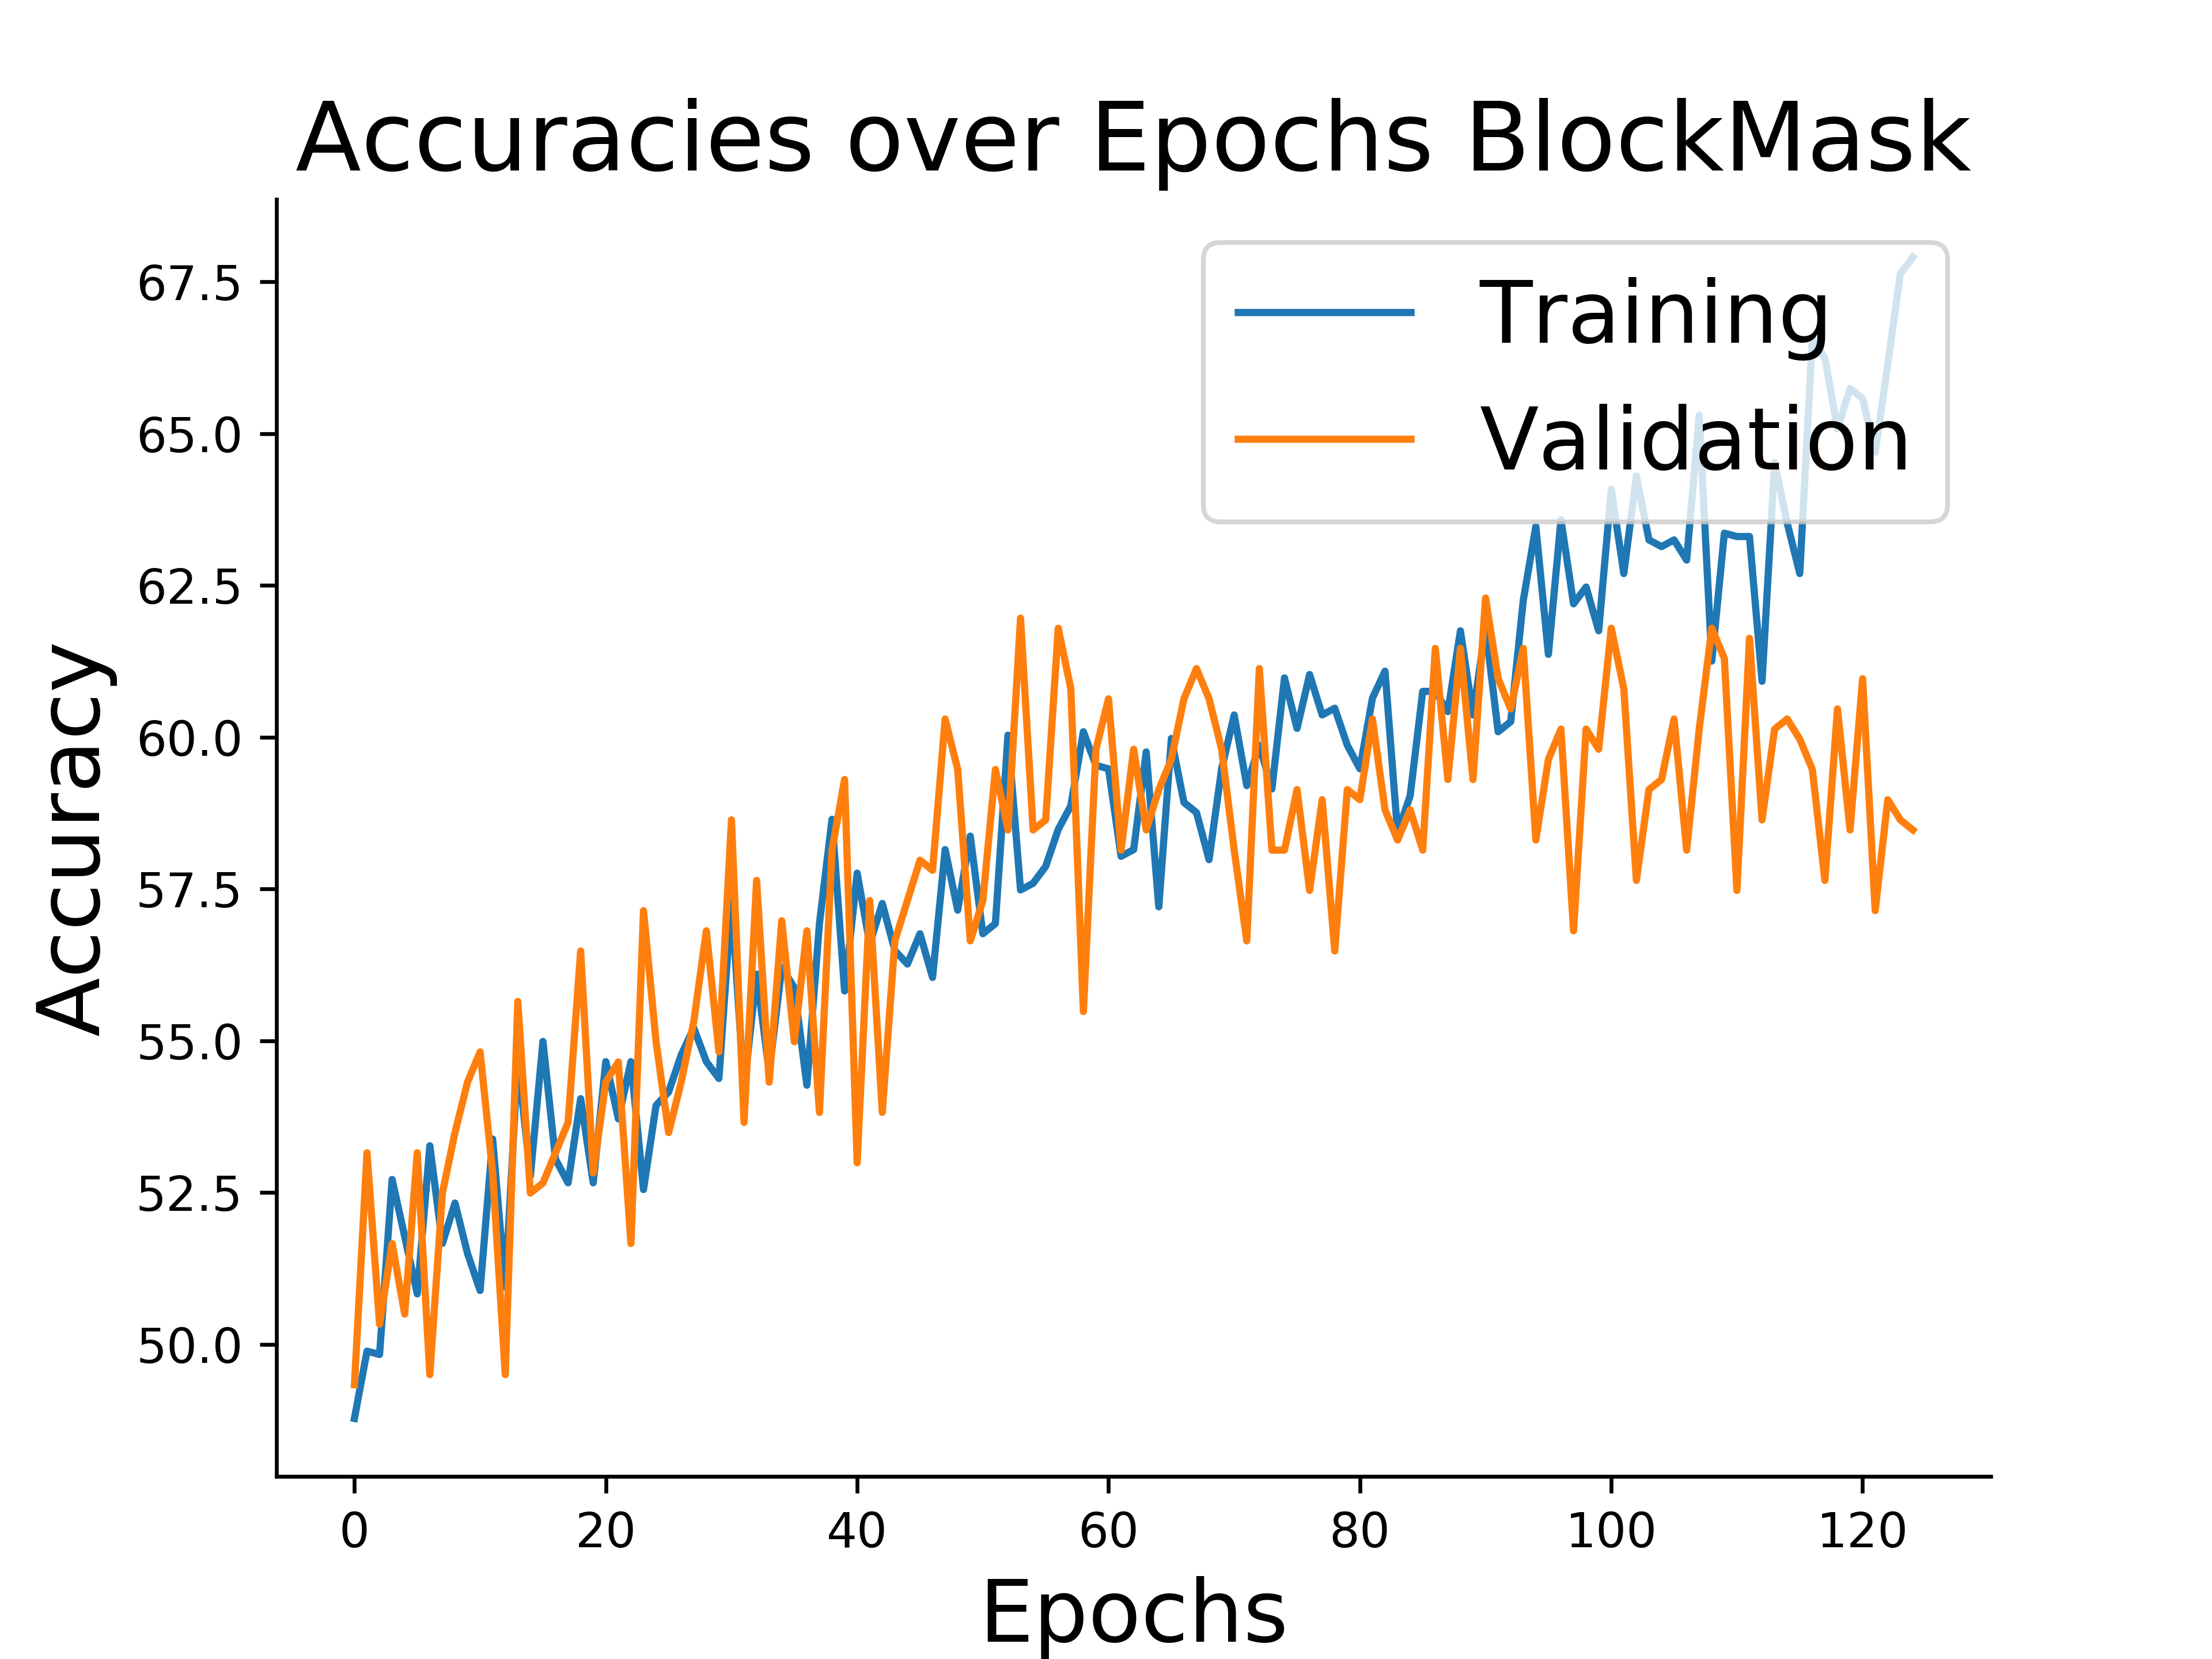 Accuracies over Epochs BlockMask
Training
Validation
67.5
65.0
62.5
60.0
57.5
55.0
52.5
50.0
Accuracy
0 20 40 60 80 100 120
Epochs